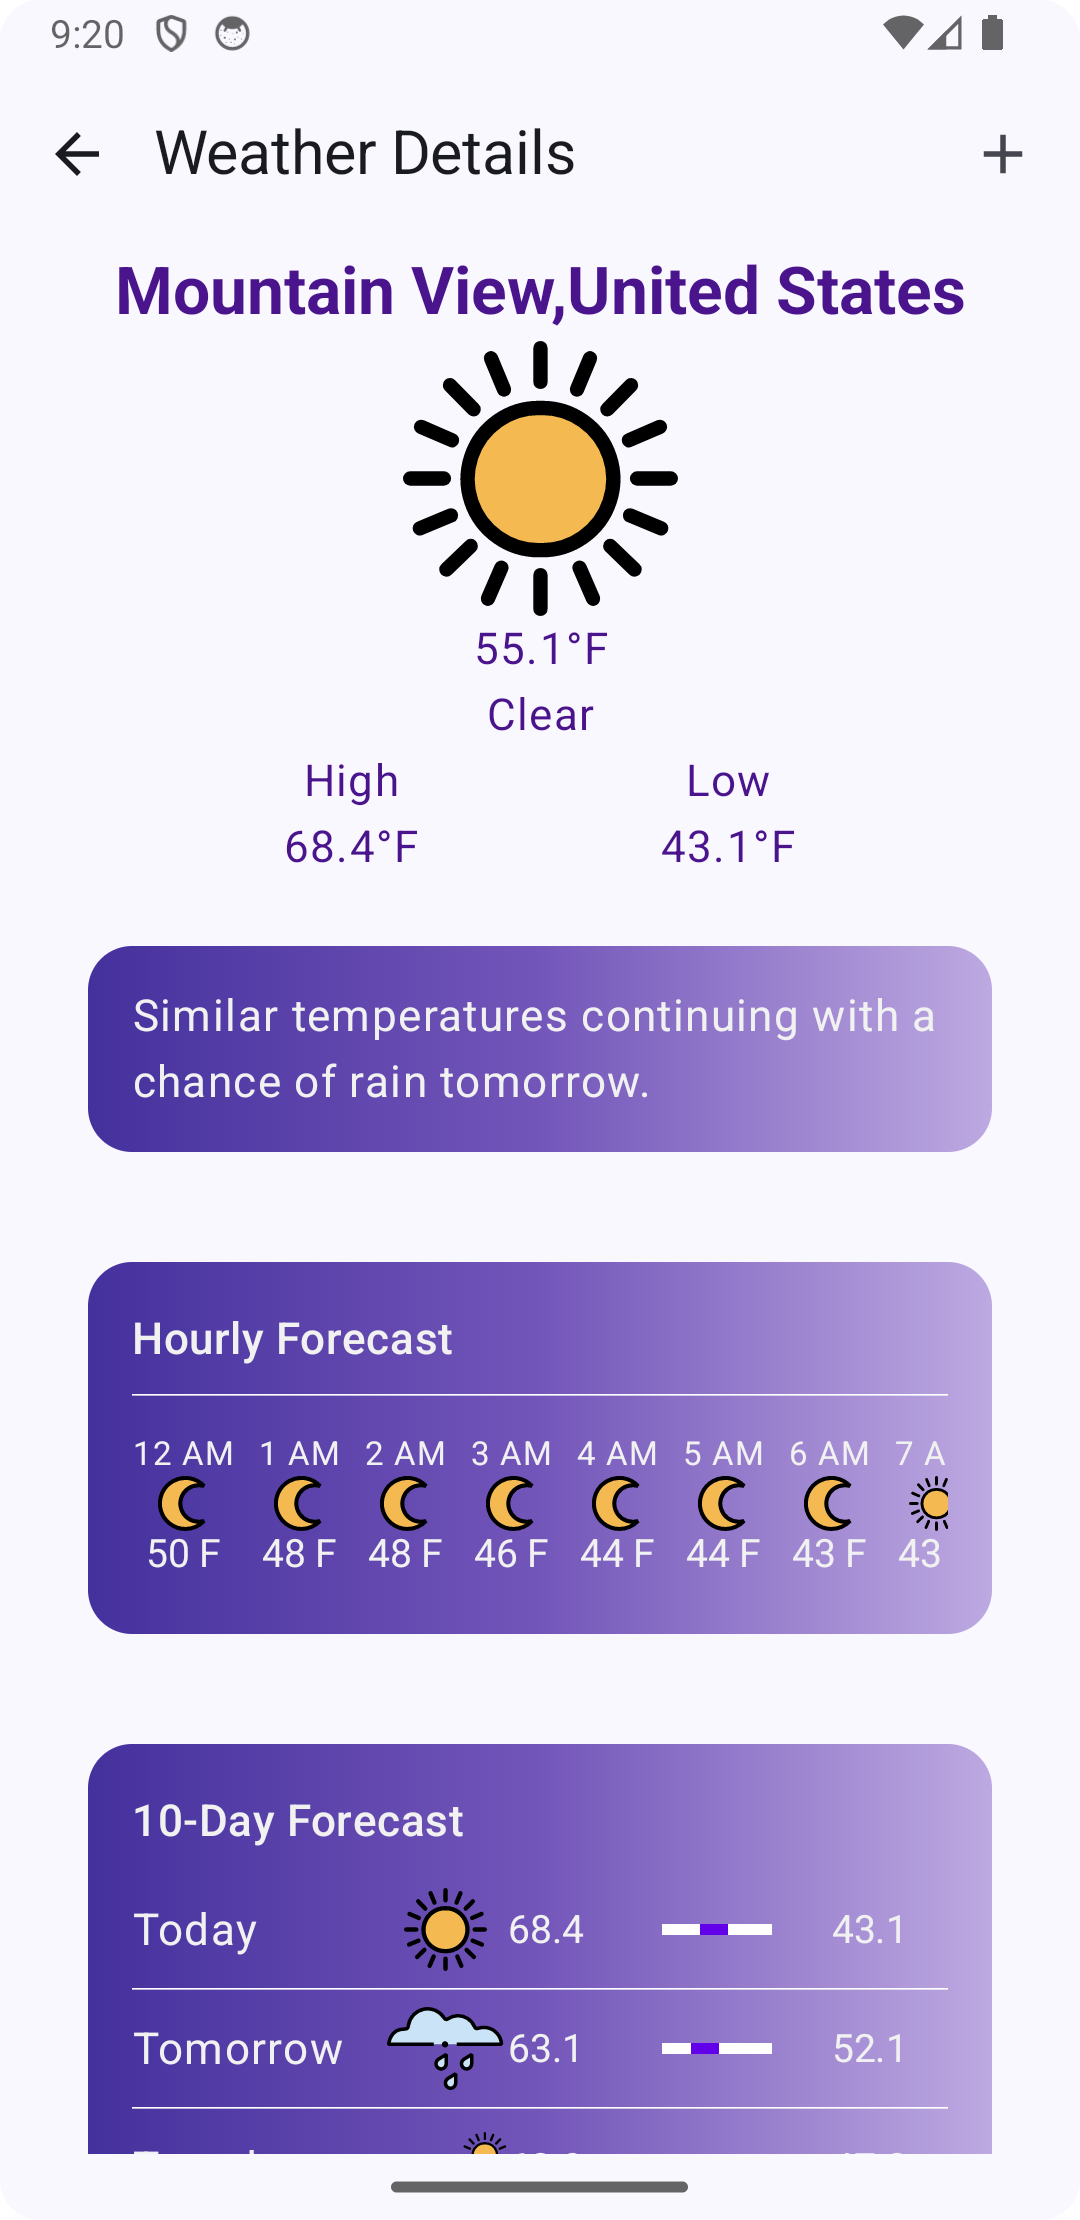 9:20
Weather Details
Mountain View,United States
55.1°F
Clear
High Low
68.4°F 43.1°F
Similar temperatures continuing with a
chance of rain tomorrow.
Hourly Forecast
12 AM 1 AM 2 AM 3 AM 4 AM 5 AM 6 AM 7 A
50 F 48 F 48 F 46 F 44 F 44 F 43 F 43
10-Day Forecast
Today 68.4 43.1
Tomorrow 63.1 52.1